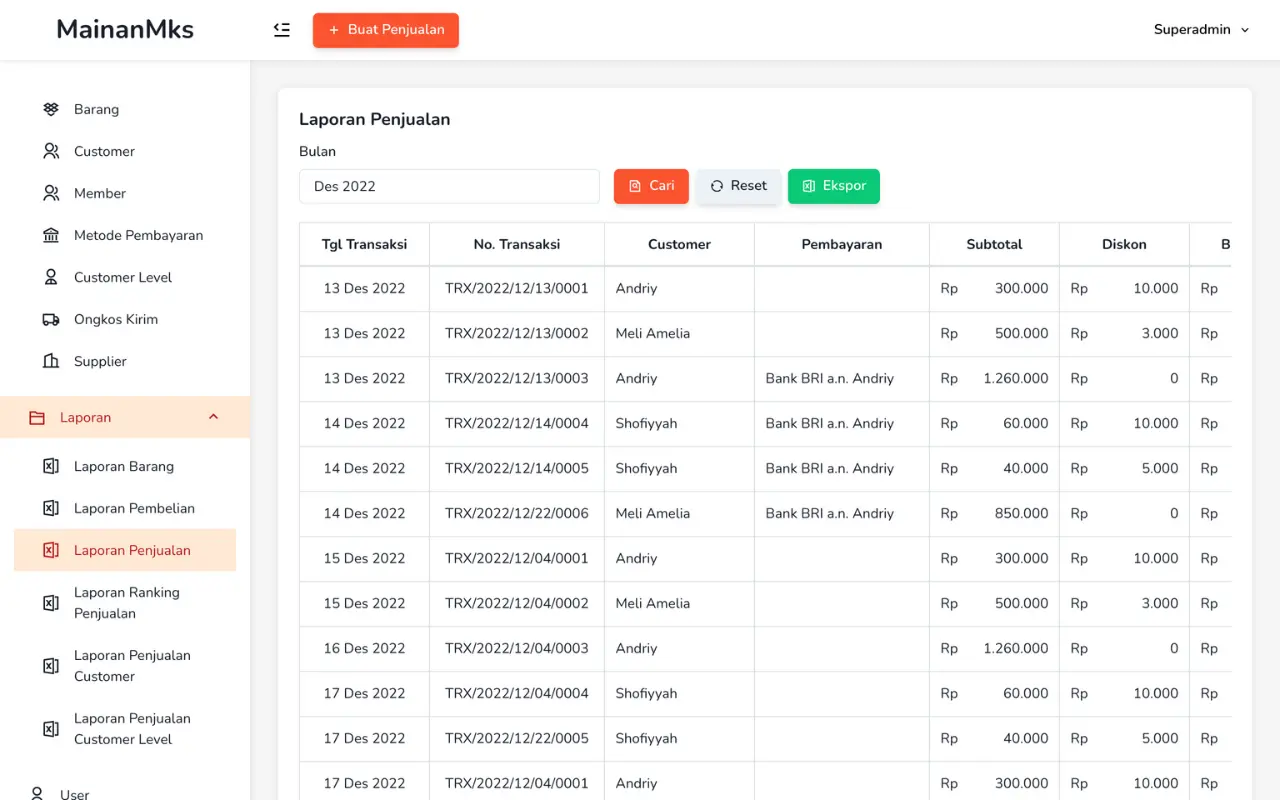 MainanMks
+ Buat Penjualan
Superadmin
Barang
Customer
Member
Metode Pembayaran
Customer Level
Ongkos Kirim
Supplier
Laporan
Laporan Barang
Laporan Pembelian
Laporan Penjualan
Laporan Ranking
Penjualan
Laporan Penjualan
Customer
Laporan Penjualan
Customer Level
User
Laporan Penjualan
Bulan
Des 2022 Cari Reset Ekspor
Tgl Transaksi No. Transaksi Customer Pembayaran Subtotal Diskon B
13 Des 2022 TRX/2022/12/13/0001 Andriy Rp 300.000 Rp 10.000 Rp
13 Des 2022 TRX/2022/12/13/0002 Meli Amelia Rp 500.000 Rp 3.000 Rp
13 Des 2022 TRX/2022/12/13/0003 Andriy Bank BRI a.n. Andriy Rp 1.260.000 Rp 0 Rp
14 Des 2022 TRX/2022/12/14/0004 Shofiyyah Bank BRI a.n. Andriy Rp 60.000 Rp 10.000 Rp
14 Des 2022 TRX/2022/12/14/0005 Shofiyyah Bank BRI a.n. Andriy Rp 40.000 Rp 5.000 Rp
14 Des 2022 TRX/2022/12/22/0006 Meli Amelia Bank BRI a.n. Andriy Rp 850.000 Rp 0 Rp
15 Des 2022 TRX/2022/12/04/0001 Andriy Rp 300.000 Rp 10.000 Rp
15 Des 2022 TRX/2022/12/04/0002 Meli Amelia Rp 500.000 Rp 3.000 Rp
16 Des 2022 TRX/2022/12/04/0003 Andriy Rp 1.260.000 Rp 0 Rp
17 Des 2022 TRX/2022/12/04/0004 Shofiyyah Rp 60.000 Rp 10.000 Rp
17 Des 2022 TRX/2022/12/22/0005 Shofiyyah Rp 40.000 Rp 5.000 Rp
17 Des 2022 TRX/2022/12/04/0001 Andriy Rp 300.000 Rp 10.000 Rp